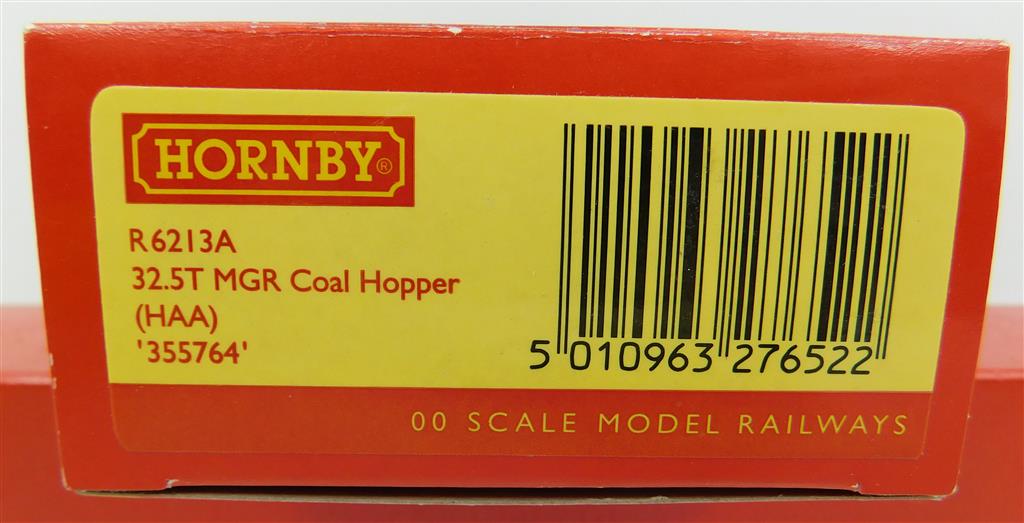 HORNBY®
R6213A
32.5T MGR Coal Hopper
(HAA)
'355764'
5 010963 276522
00 SCALE MODEL RAILWAYS